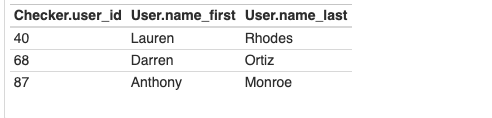 Checker.user_id User.name_first User.name_last
40 Lauren Rhodes
68 Darren Ortiz
87 Anthony Monroe